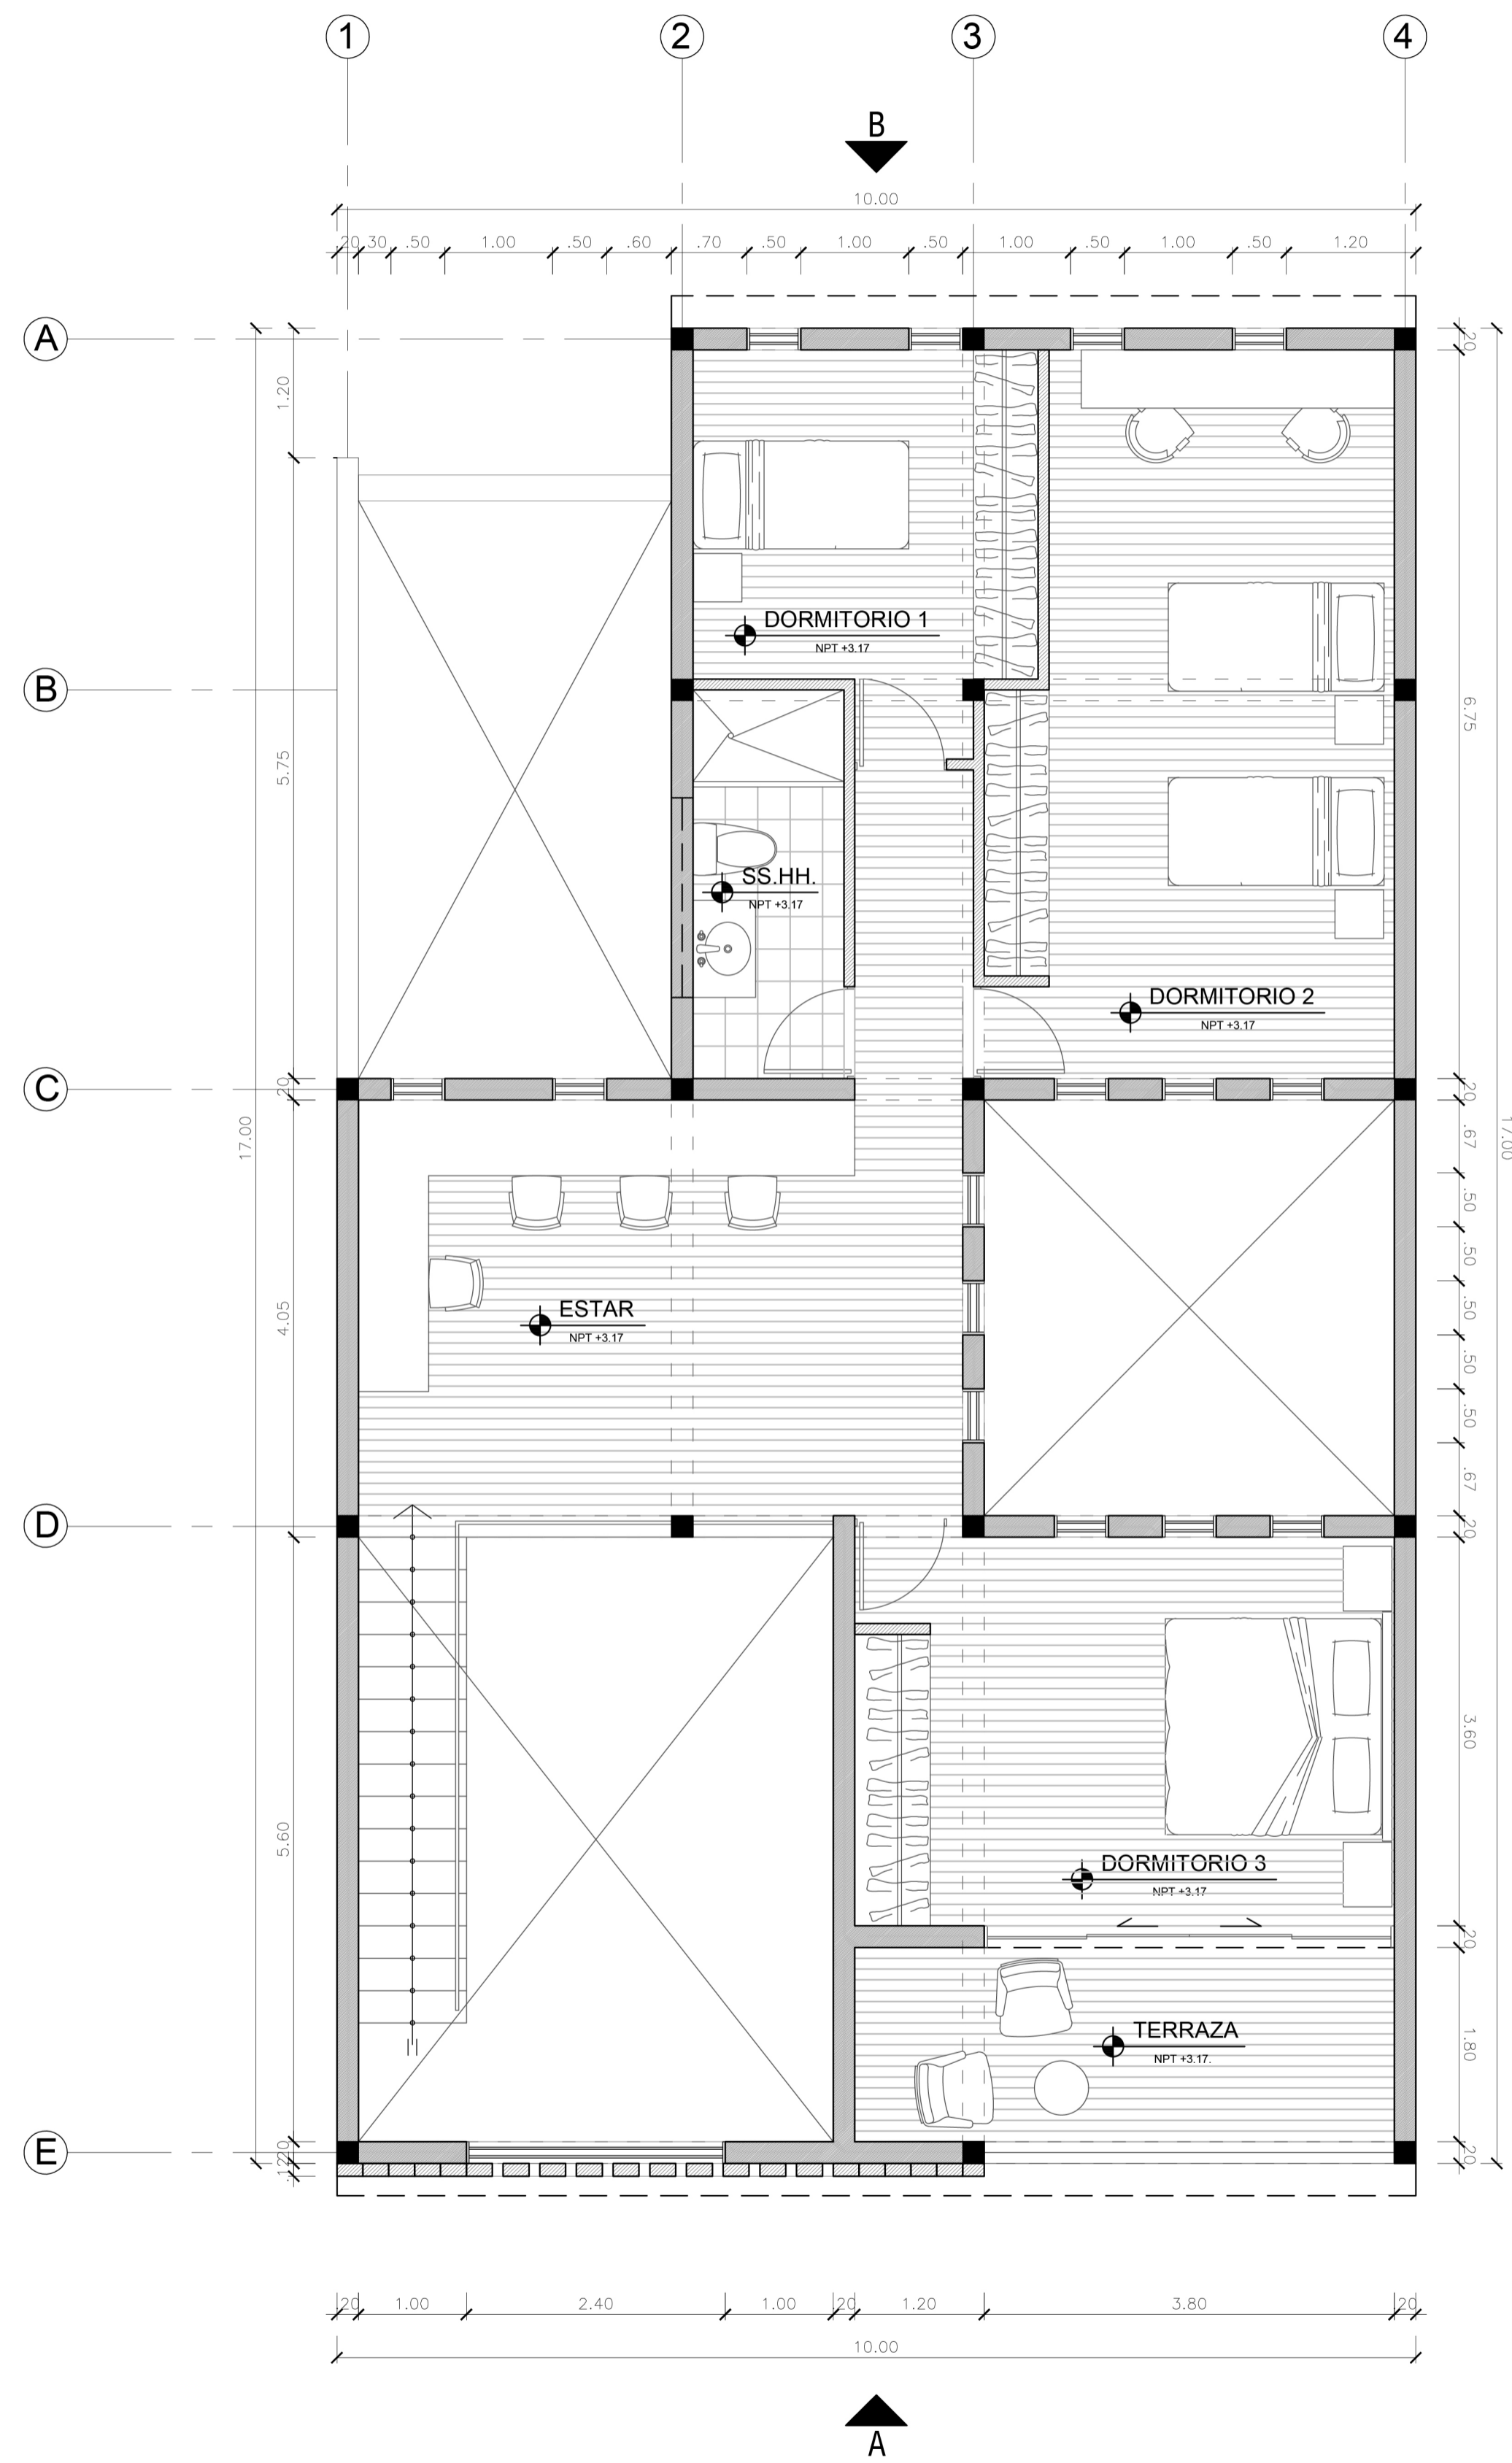 1 2 3 4
B
10.00
.20 .30 .50 1.00 .50 .60 .70 .50 1.00 .50 1.00 .50 1.00 .50 1.20
A
.20
1.20
DORMITORIO 1
NPT +3.17
B
6.75
5.75
SS.HH.
NPT +3.17
DORMITORIO 2
NPT +3.17
C
.20
.20
17.00
17.00
.67
.50
.50
.50
.50
.50
.67
ESTAR
NPT +3.17
4.05
D
.20
3.60
5.60
DORMITORIO 3
NPT +3.17
.20
TERRAZA
NPT +3.17.
1.80
E
.20
.12
.20
.20 1.00 2.40 1.00 .20 1.20 3.80 .20
10.00
A